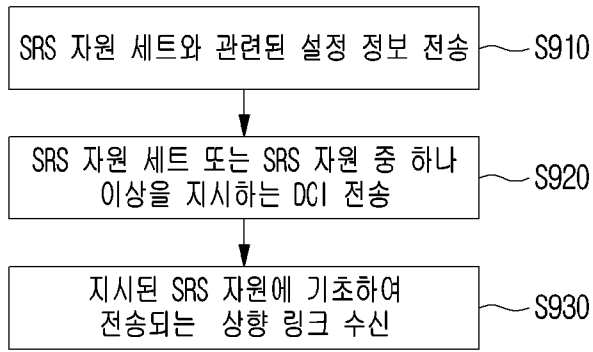 SRS 자원 세트와 관련된 설정 정보 전송
S910
SRS 자원 세트 또는 SRS 자원 중 하나
이상을 지시하는 DCI 전송
S920
지시된 SRS 자원에 기초하여
전송되는 상향 링크 수신
S930